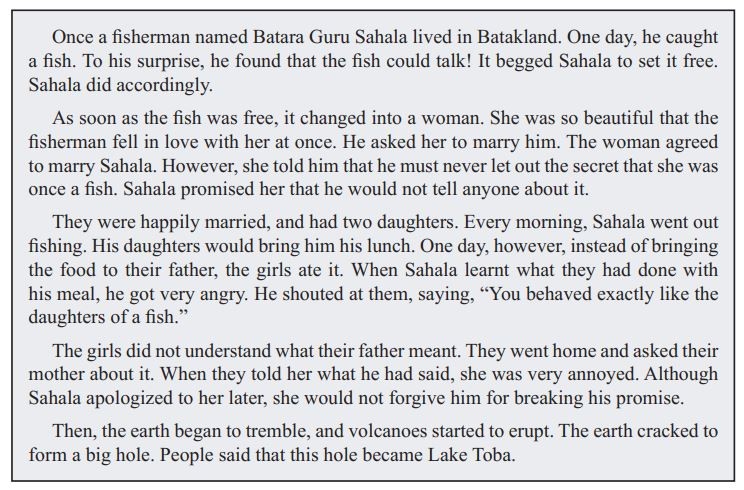 Once a fisherman named Batara Guru Sahala lived in Batakland. One day, he caught
a fish. To his surprise, he found that the fish could talk! It begged Sahala to set it free.
Sahala did accordingly.
As soon as the fish was free, it changed into a woman. She was so beautiful that the
fisherman fell in love with her at once. He asked her to marry him. The woman agreed
to marry Sahala. However, she told him that he must never let out the secret that she was
once a fish. Sahala promised her that he would not tell anyone about it.
They were happily married, and had two daughters. Every morning, Sahala went out
fishing. His daughters would bring him his lunch. One day, however, instead of bringing
the food to their father, the girls ate it. When Sahala learnt what they had done with
his meal, he got very angry. He shouted at them, saying, “You behaved exactly like the
daughters of a fish.”
The girls did not understand what their father meant. They went home and asked their
mother about it. When they told her what he had said, she was very annoyed. Although
Sahala apologized to her later, she would not forgive him for breaking his promise.
Then, the earth began to tremble, and volcanoes started to erupt. The earth cracked to
form a big hole. People said that this hole became Lake Toba.